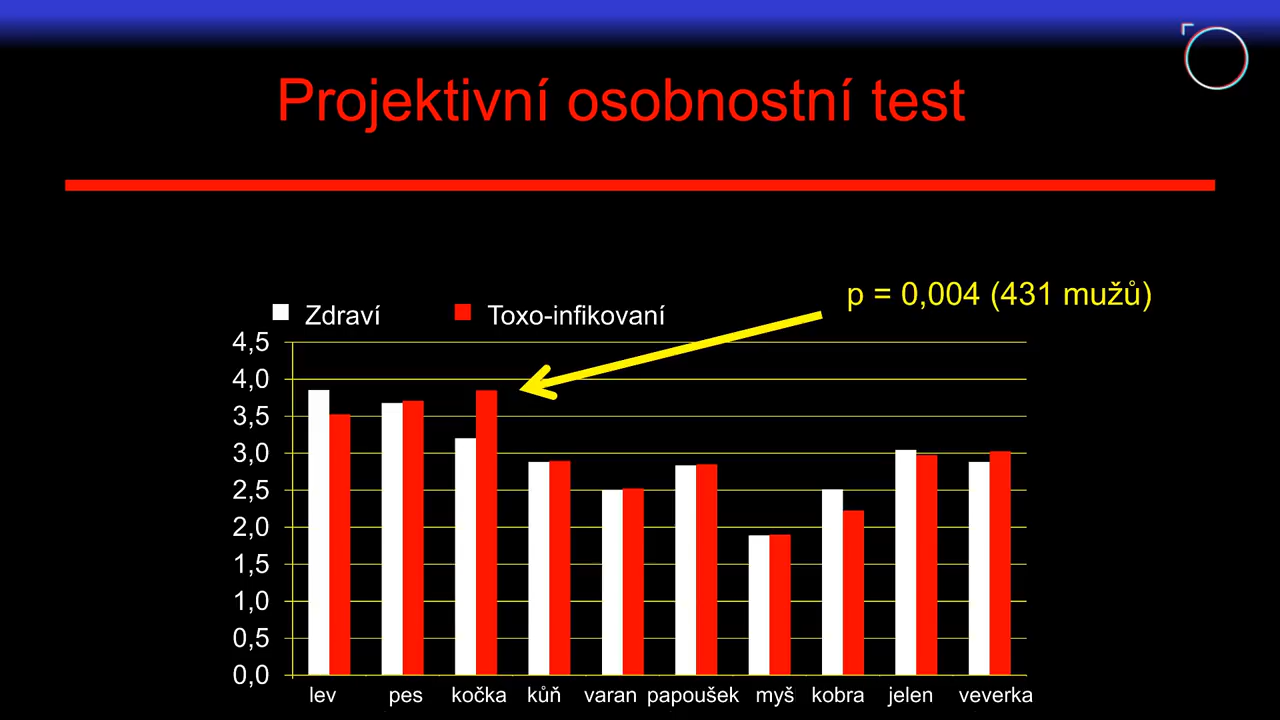 Projektivní osobnostní test
p = 0,004 (431 mužů)
Zdraví Toxo-infikovaní
4,5
4,0
3,5
3,0
2,5
2,0
1,5
1,0
0,5
0,0
lev pes kočka kůň varan papoušek myš kobra jelen veverka